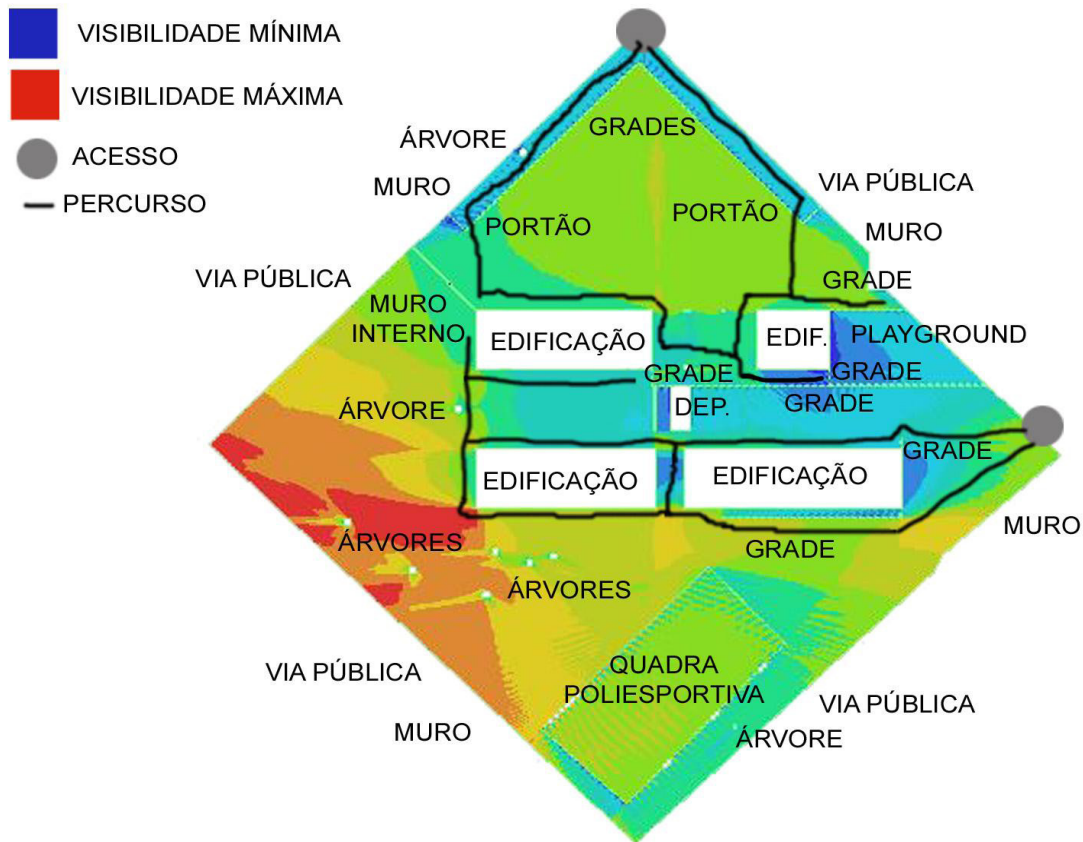 VISIBILIDADE MÍNIMA
VISIBILIDADE MÁXIMA
ACESSO
PERCURSO
GRADES
ÁRVORE
MURO
VIA PÚBLICA
PORTÃO
PORTÃO
MURO
VIA PÚBLICA
GRADE
MURO
INTERNO
EDIFICAÇÃO
EDIF.
PLAYGROUND
GRADE
GRADE
ÁRVORE
DEP.
GRADE
GRADE
EDIFICAÇÃO
EDIFICAÇÃO
MURO
ÁRVORES
GRADE
ÁRVORES
VIA PÚBLICA
QUADRA
POLIESPORTIVA
VIA PÚBLICA
MURO
ÁRVORE